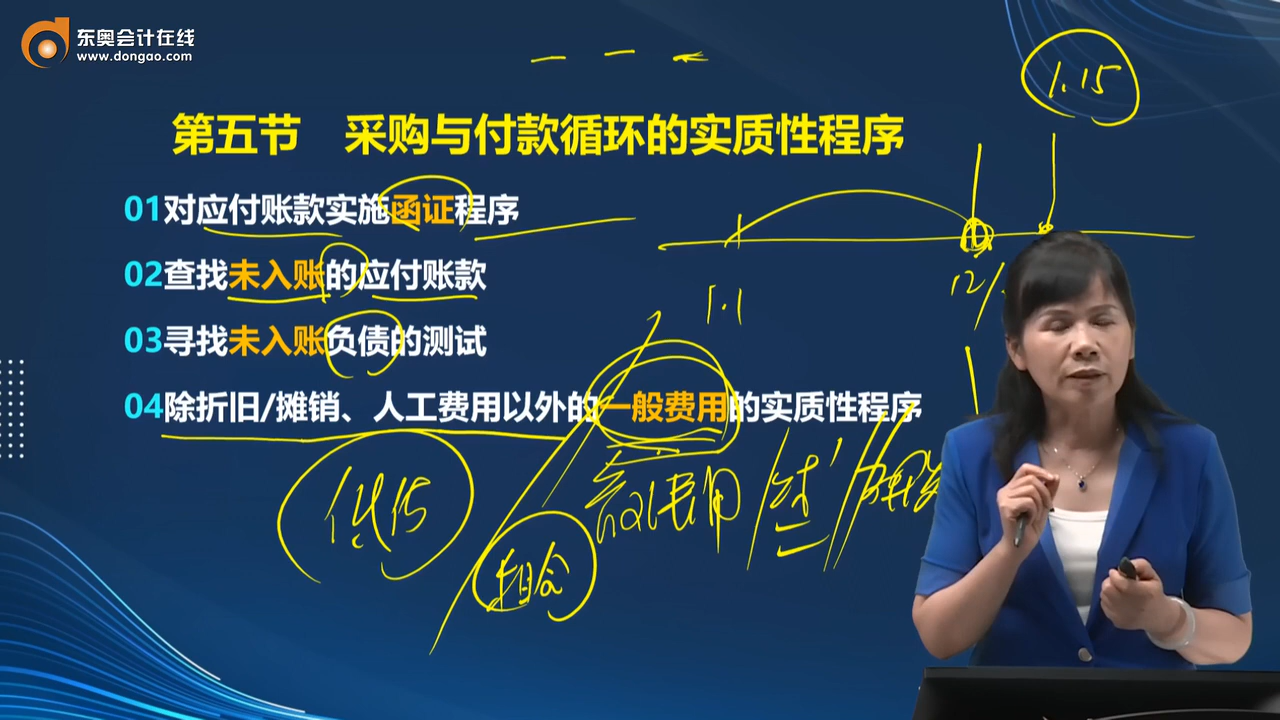 东奥会计在线
www.dongao.com
1.15
第五节 采购与付款循环的实质性程序
01对应付账款实施函证程序
02查找未入账的应付账款
03寻找未入账负债的测试
04除折旧/摊销、人工费用以外的一般费用的实质性程序
1.1
12/